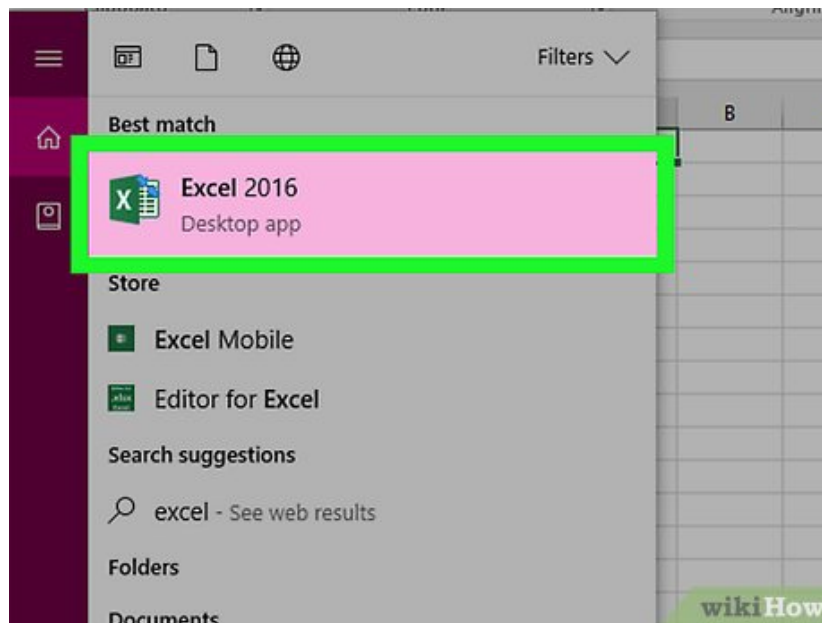 Filters
B
Best match
Excel 2016
Desktop app
Store
Excel Mobile
Editor for Excel
Search suggestions
excel - See web results
Folders
Documents
wikiHow